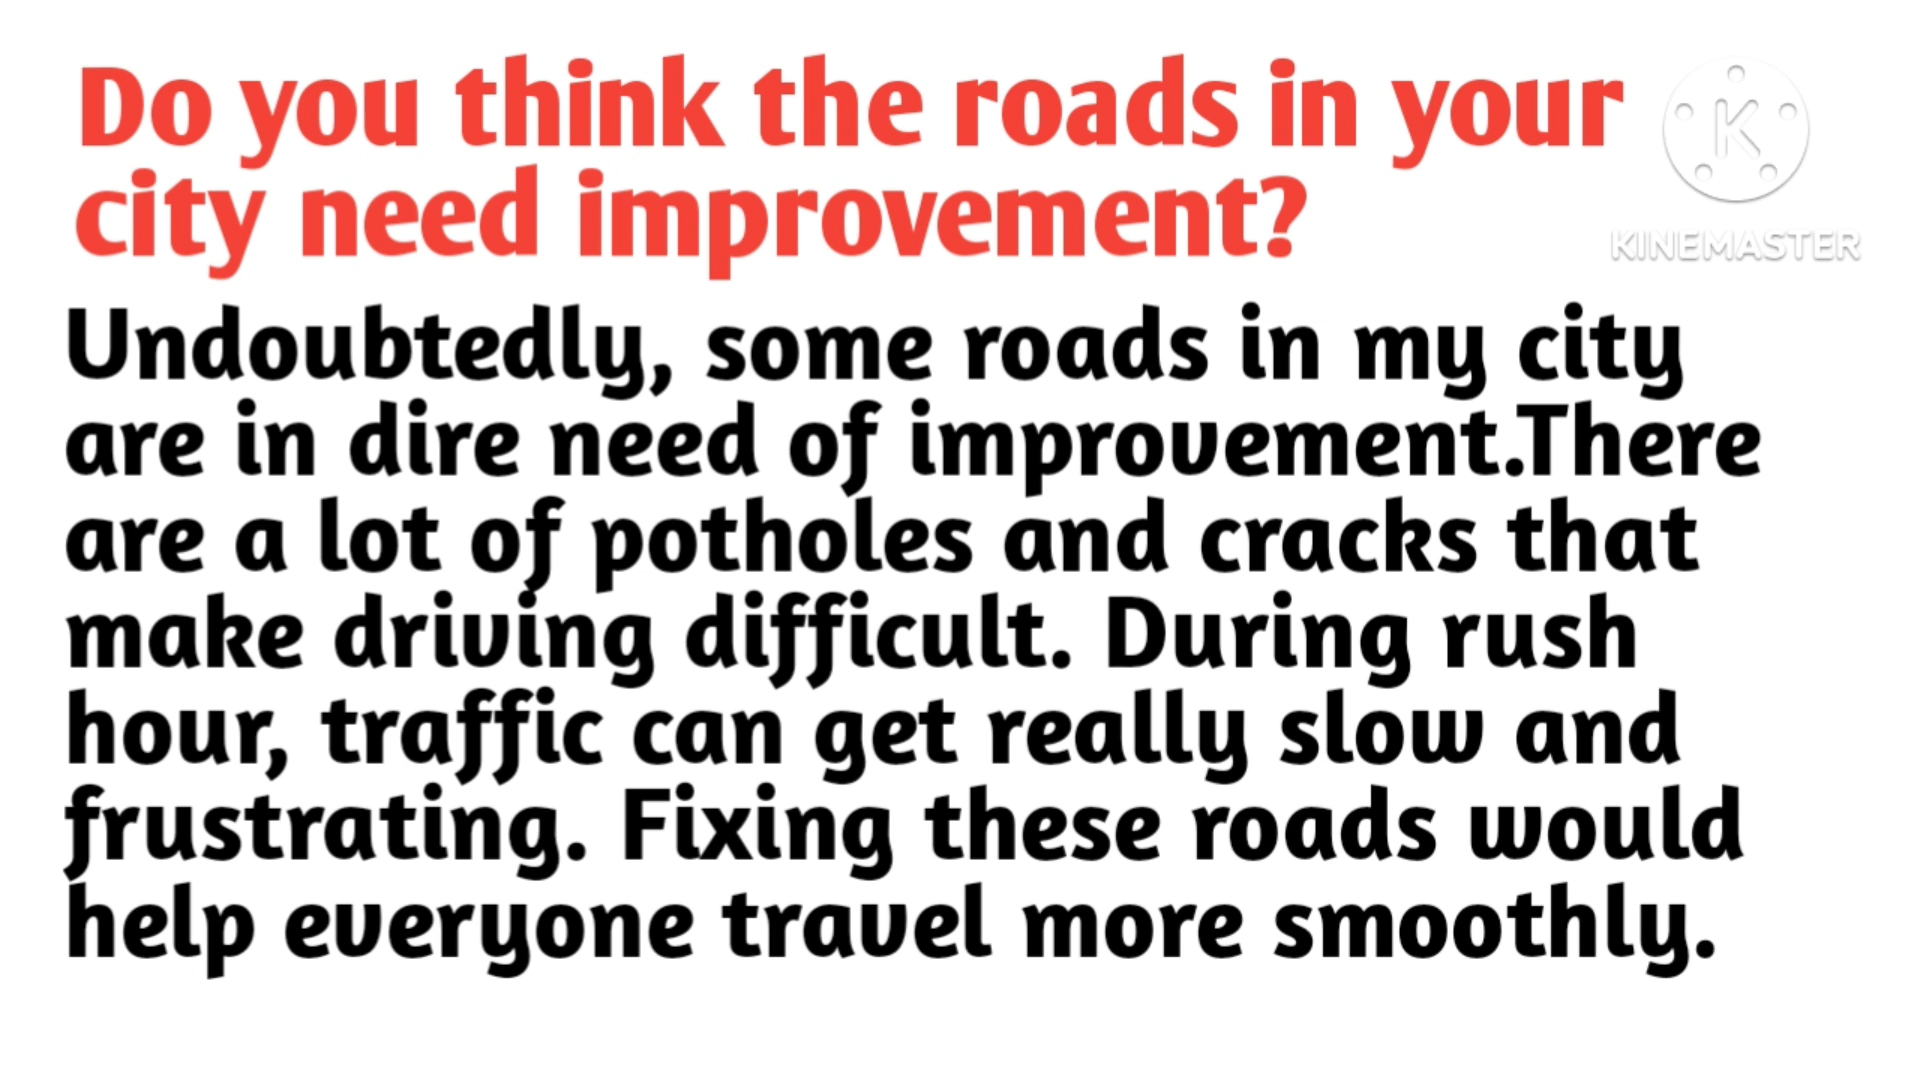 Do you think the roads in your
city need improvement?
K
KINEMASTER
Undoubtedly, some roads in my city
are in dire need of improvement.There
are a lot of potholes and cracks that
make driving difficult. During rush
hour, traffic can get really slow and
frustrating. Fixing these roads would
help everyone travel more smoothly.